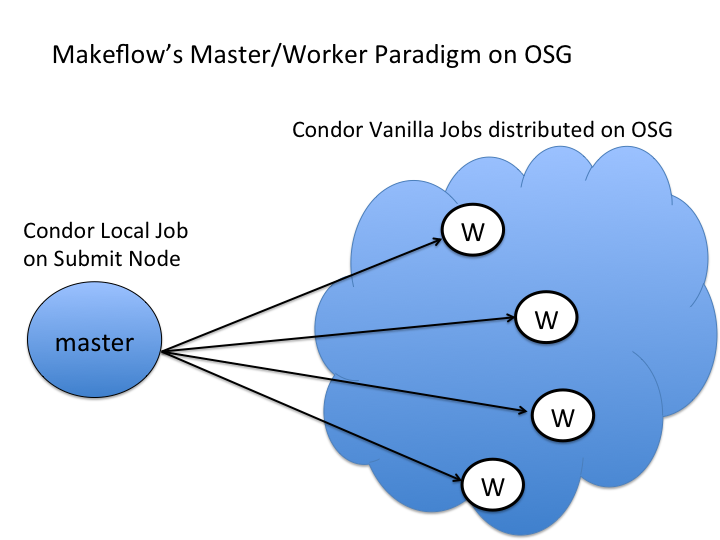 Makeflow's Master/Worker Paradigm on OSG
Condor Vanilla Jobs distributed on OSG
Condor Local Job
on Submit Node
master
W
W
W
W